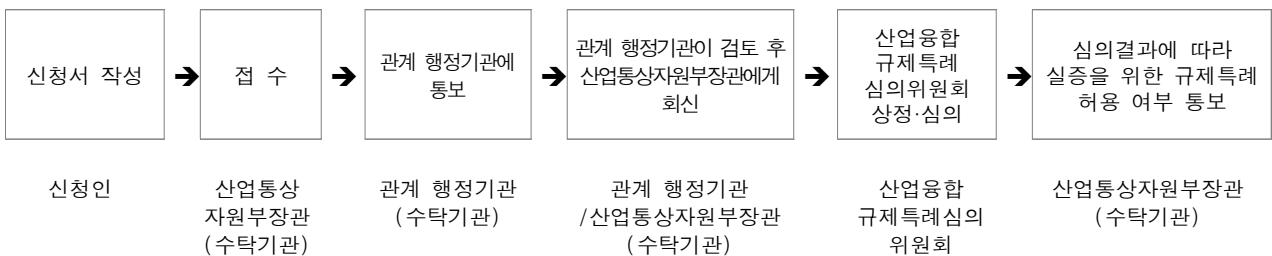 신청서 작성
접 수
관계 행정기관에
통보
관계 행정기관이 검토 후
산업통상자원부장관에게
회신
산업융합
규제특례
심의위원회
상정·심의
심의결과에 따라
실증을 위한 규제특례
허용 여부 통보
신청인
산업통상
자원부장관
(수탁기관)
관계 행정기관
(수탁기관)
관계 행정기관
/산업통상자원부장관
(수탁기관)
산업융합
규제특례심의
위원회
산업통상자원부장관
(수탁기관)